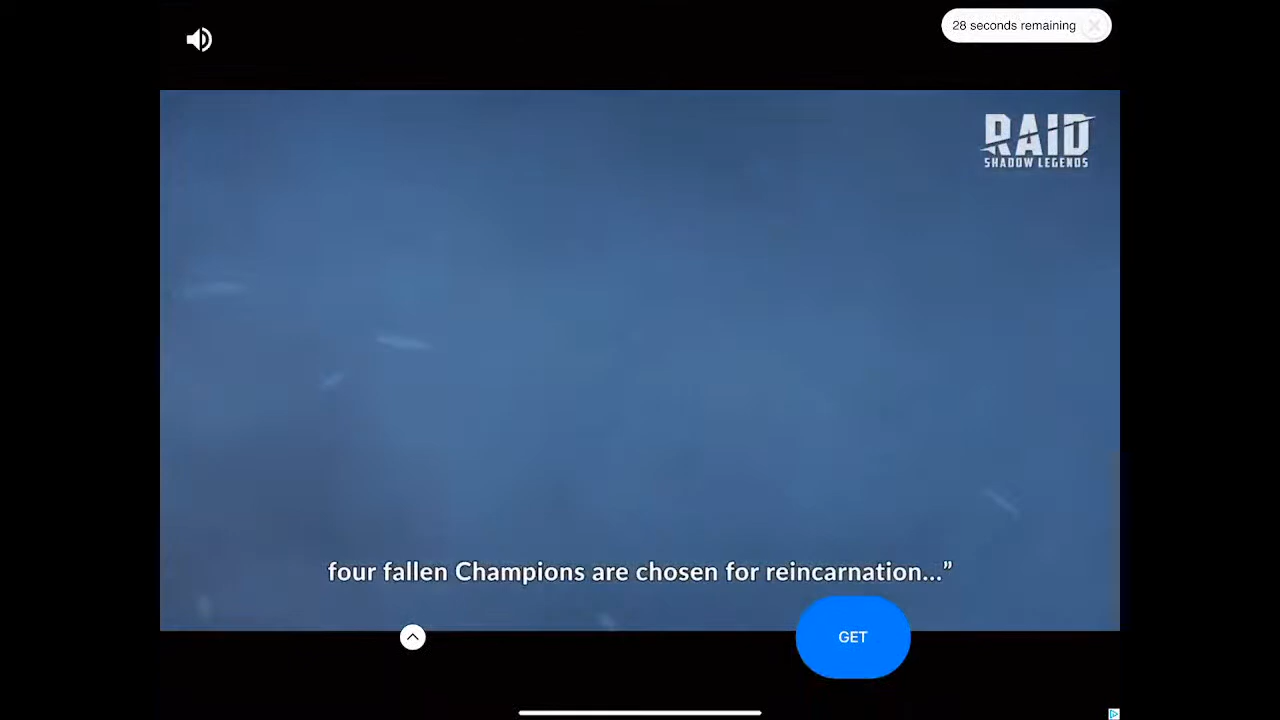 28 seconds remaining
RAID
SHADOW LEGENDS
four fallen Champions are chosen for reincarnation...”
GET